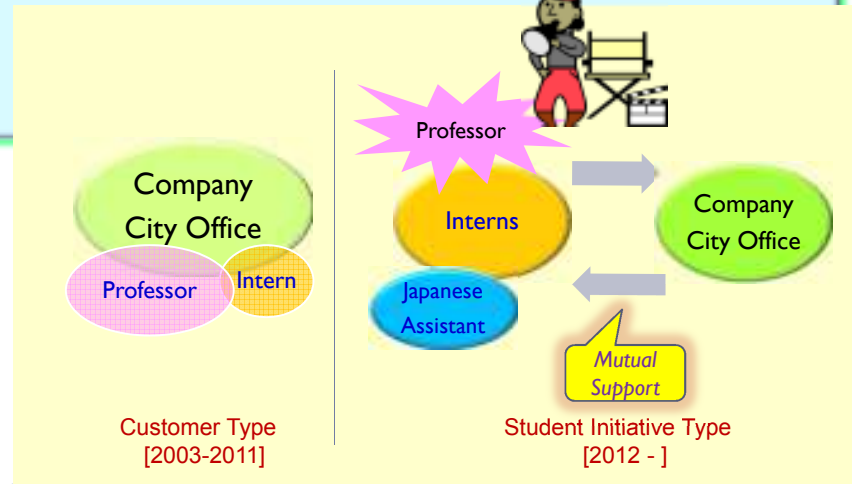 Company
City Office
Professor
Intern
Customer Type
[2003-2011]
Professor
Interns
Japanese
Assistant
Company
City Office
Mutual
Support
Student Initiative Type
[2012 - ]